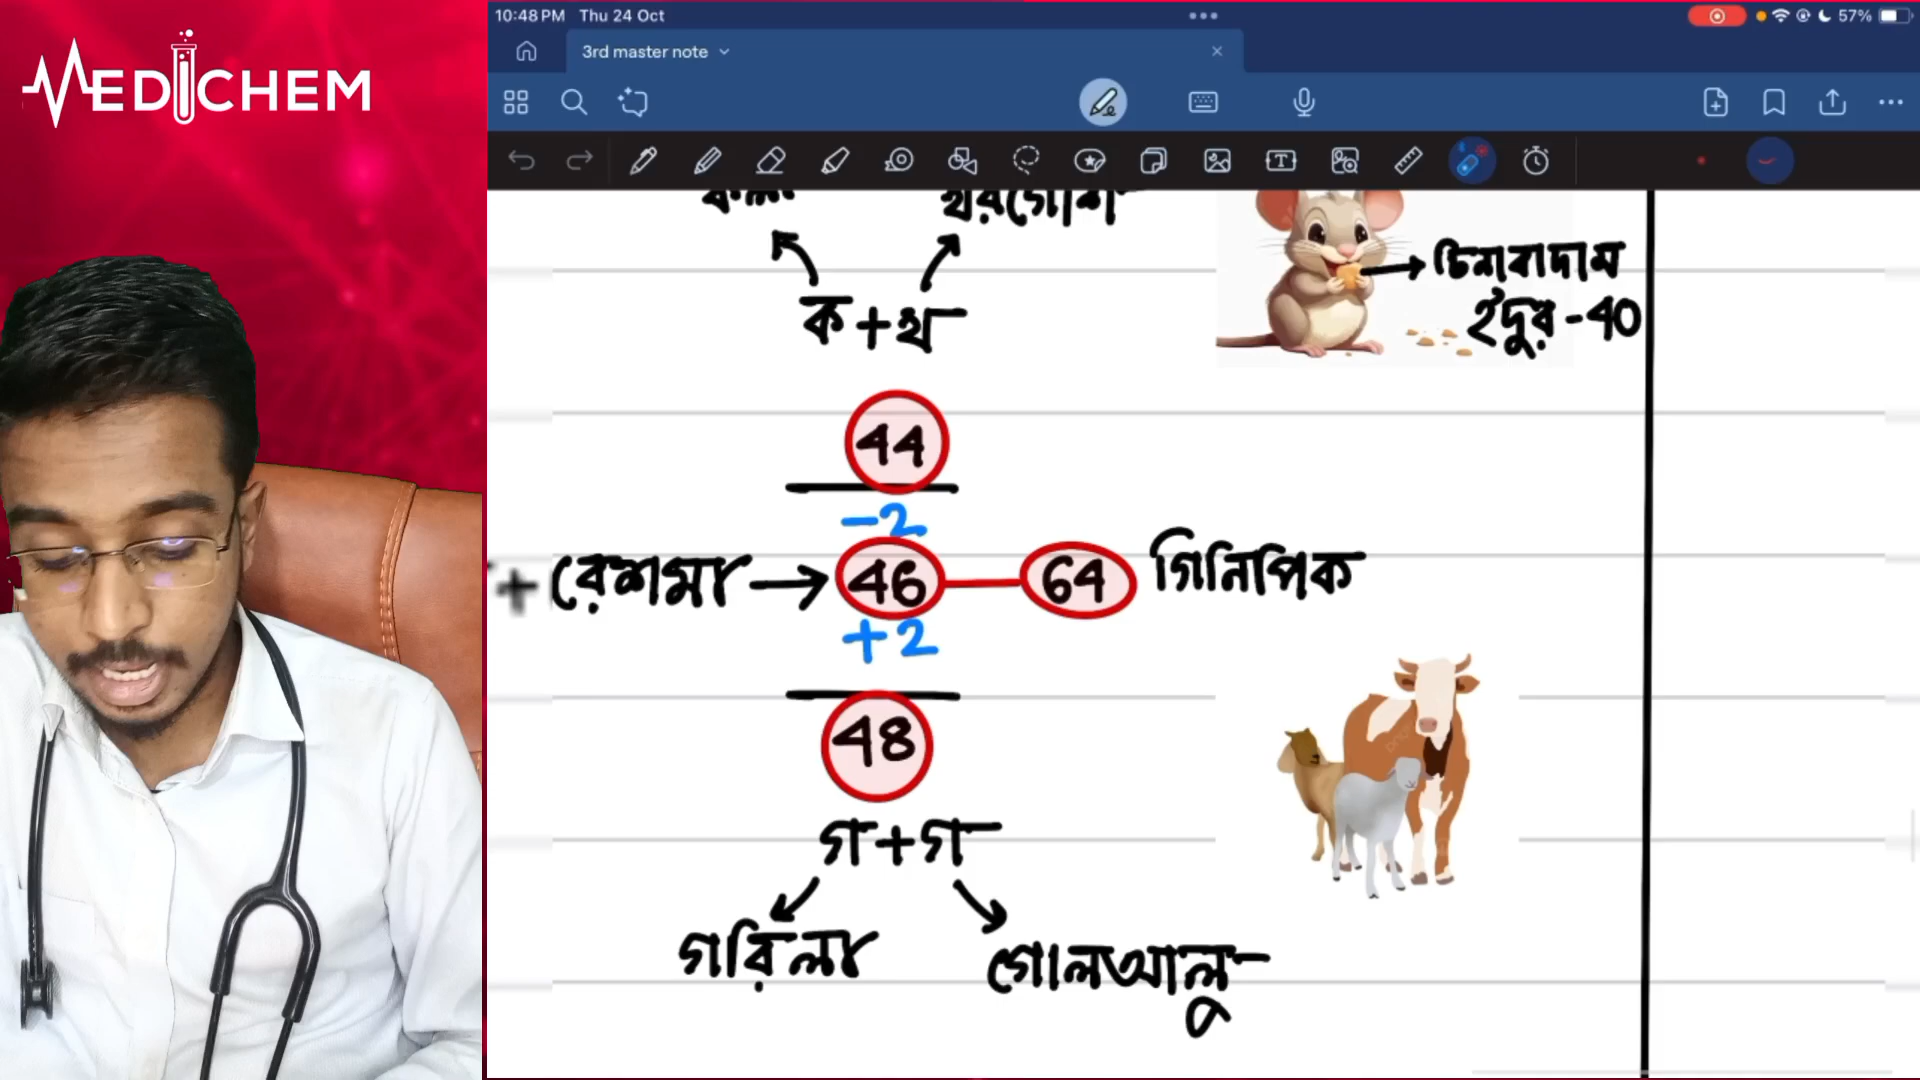 MEDICHEM
10:48 PM Thu 24 Oct
57%
3rd master note
খরগোশ
চিনাবাদাম
ক + খ
ইঁদুর - 40
44
-2
+ রেশমা → 46 — 64 গিনিপিক
+2
48
গ + গ
গরিলা গোলআলু